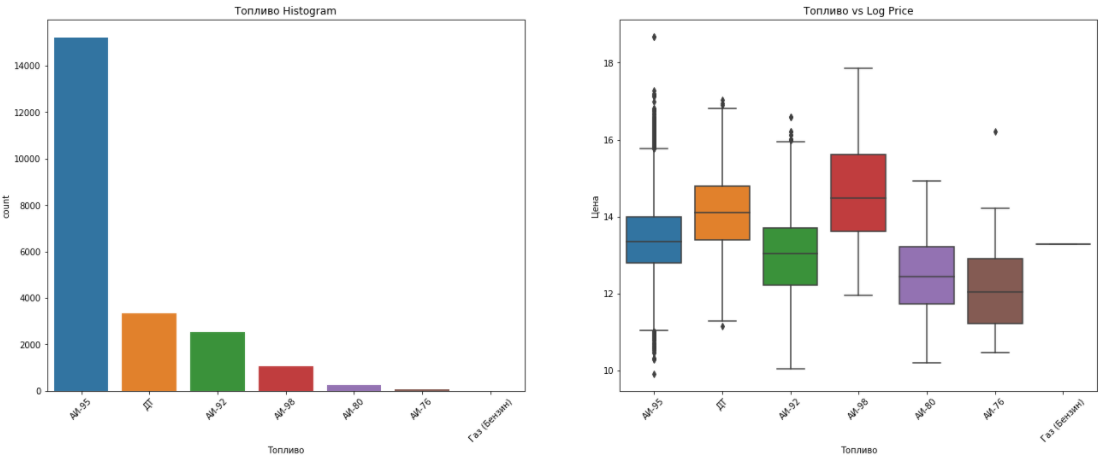 Топливо Histogram
count
14000
12000
10000
8000
6000
4000
2000
0
АИ-95
ДТ
АИ-92
АИ-98
АИ-80
АИ-76
Газ (Бензин)
Топливо
Топливо vs Log Price
Цена
18
16
14
12
10
АИ-95
ДТ
АИ-92
АИ-98
АИ-80
АИ-76
Газ (Бензин)
Топливо